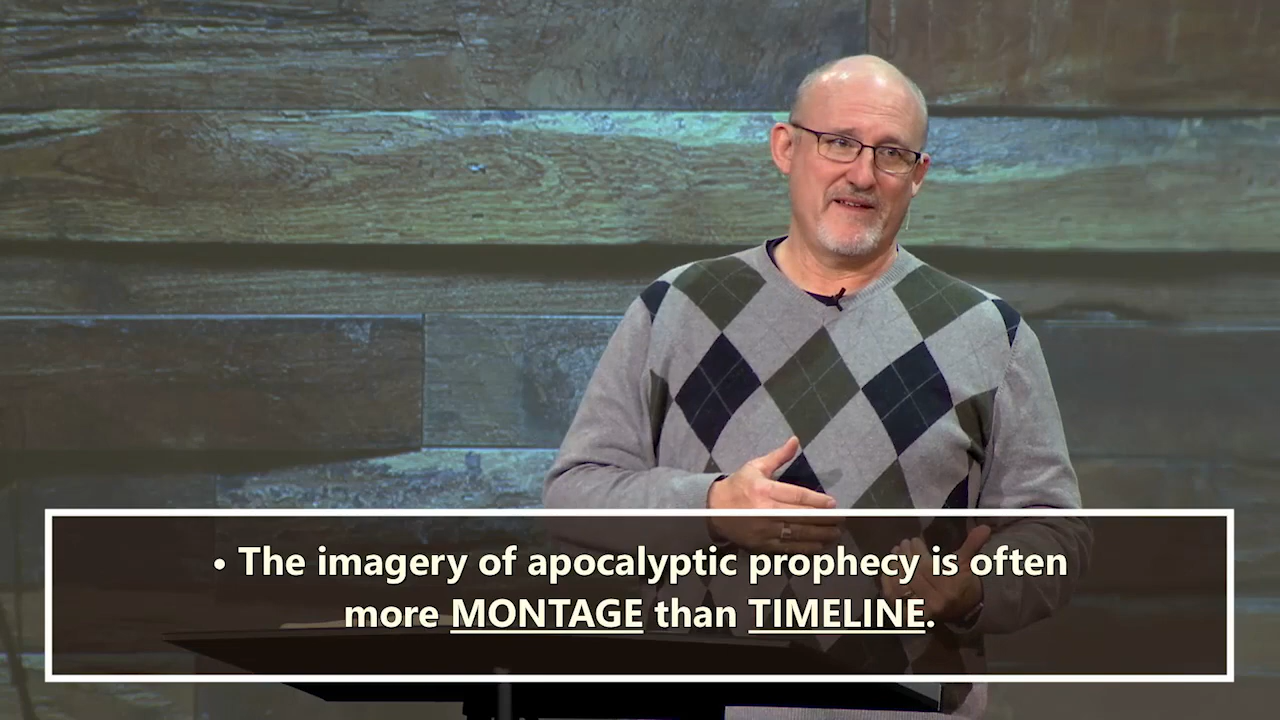 • The imagery of apocalyptic prophecy is often
more MONTAGE than TIMELINE.